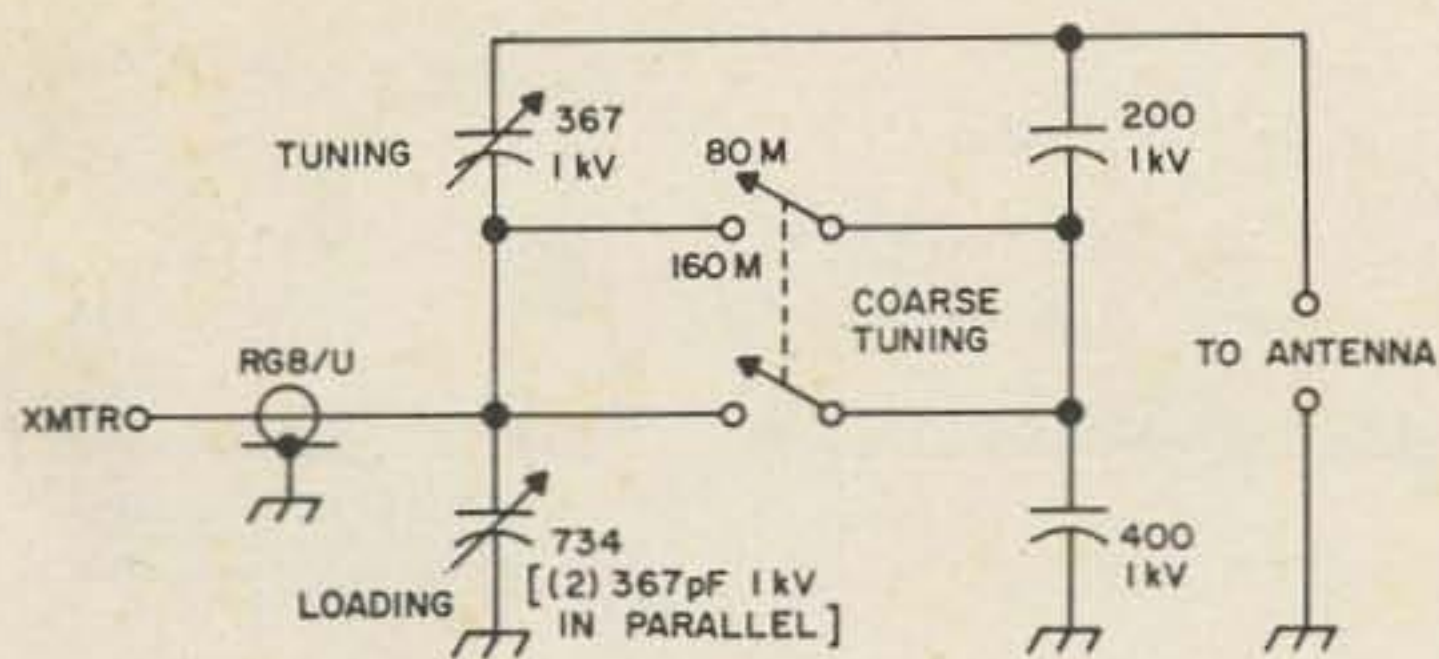 TUNING
367
1 kV
80 M
160 M
200
1 kV
COARSE
TUNING
TO ANTENNA
RG8/U
XMTR
LOADING
734
[(2) 367pF 1 kV
IN PARALLEL]
400
1 kV